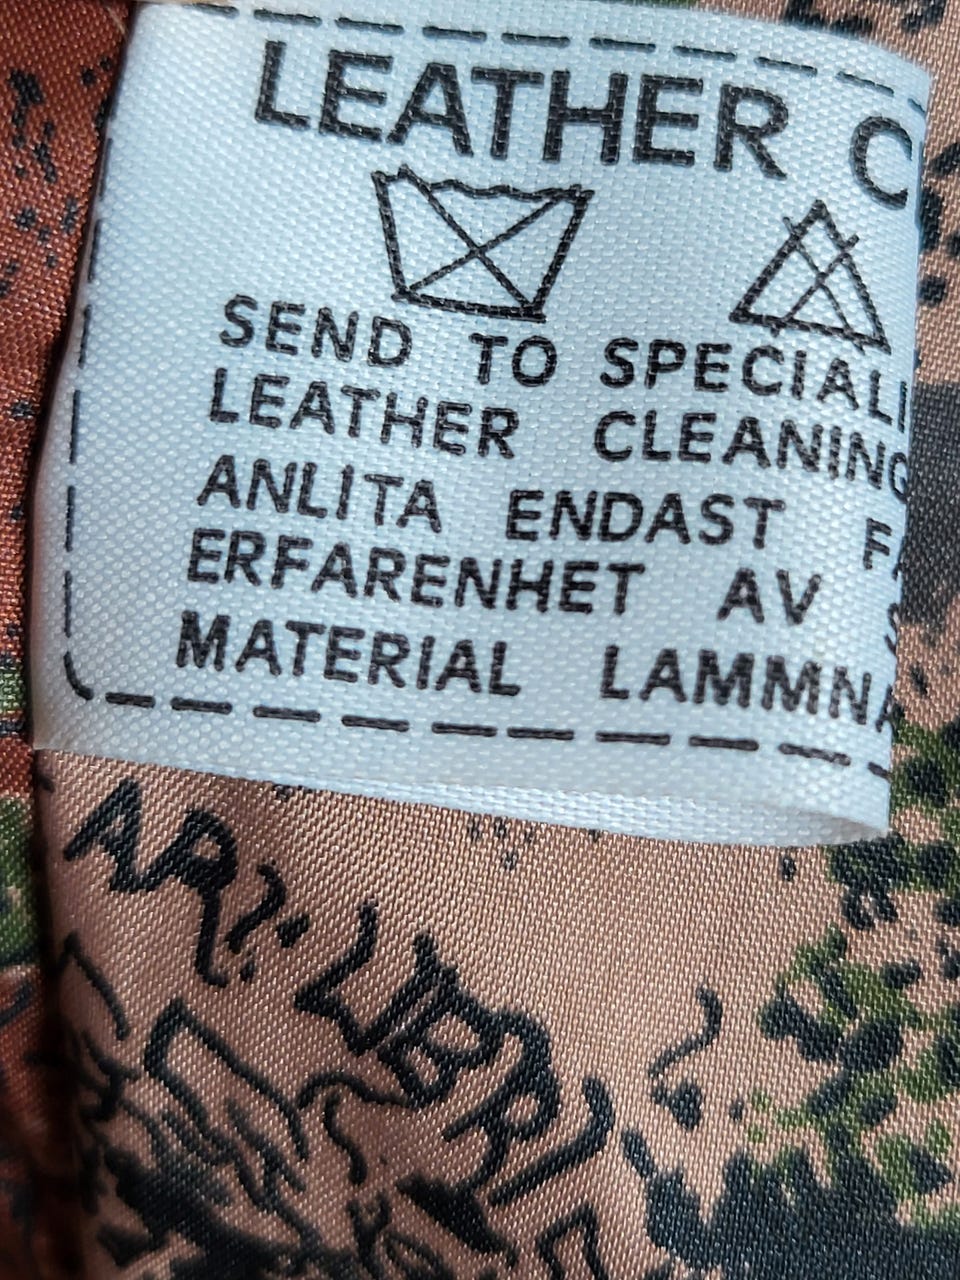 LEATHER C
SEND TO SPECIALI
LEATHER CLEANING
ANLITA ENDAST F
ERFARENHET AV S
MATERIAL LAMMNA